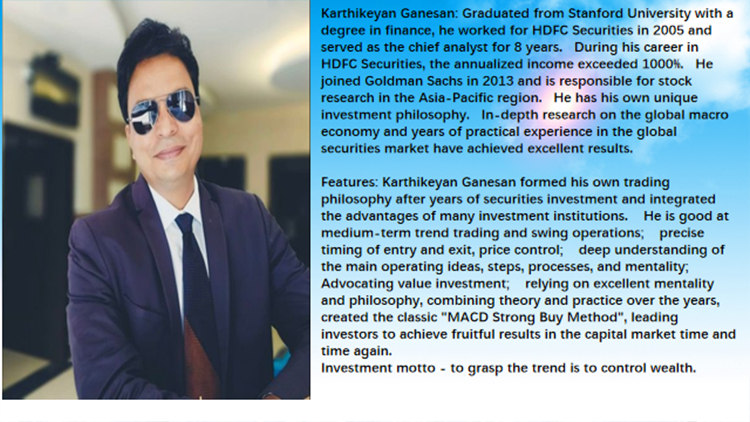 Karthikeyan Ganesan: Graduated from Stanford University with a
degree in finance, he worked for HDFC Securities in 2005 and
served as the chief analyst for 8 years. During his career in
HDFC Securities, the annualized income exceeded 1000%. He
joined Goldman Sachs in 2013 and is responsible for stock
research in the Asia-Pacific region. He has his own unique
investment philosophy. In-depth research on the global macro
economy and years of practical experience in the global
securities market have achieved excellent results.
Features: Karthikeyan Ganesan formed his own trading
philosophy after years of securities investment and integrated
the advantages of many investment institutions. He is good at
medium-term trend trading and swing operations; precise
timing of entry and exit, price control; deep understanding of
the main operating ideas, steps, processes, and mentality;
Advocating value investment; relying on excellent mentality
and philosophy, combining theory and practice over the years,
created the classic "MACD Strong Buy Method", leading
investors to achieve fruitful results in the capital market time and
time again.
Investment motto - to grasp the trend is to control wealth.